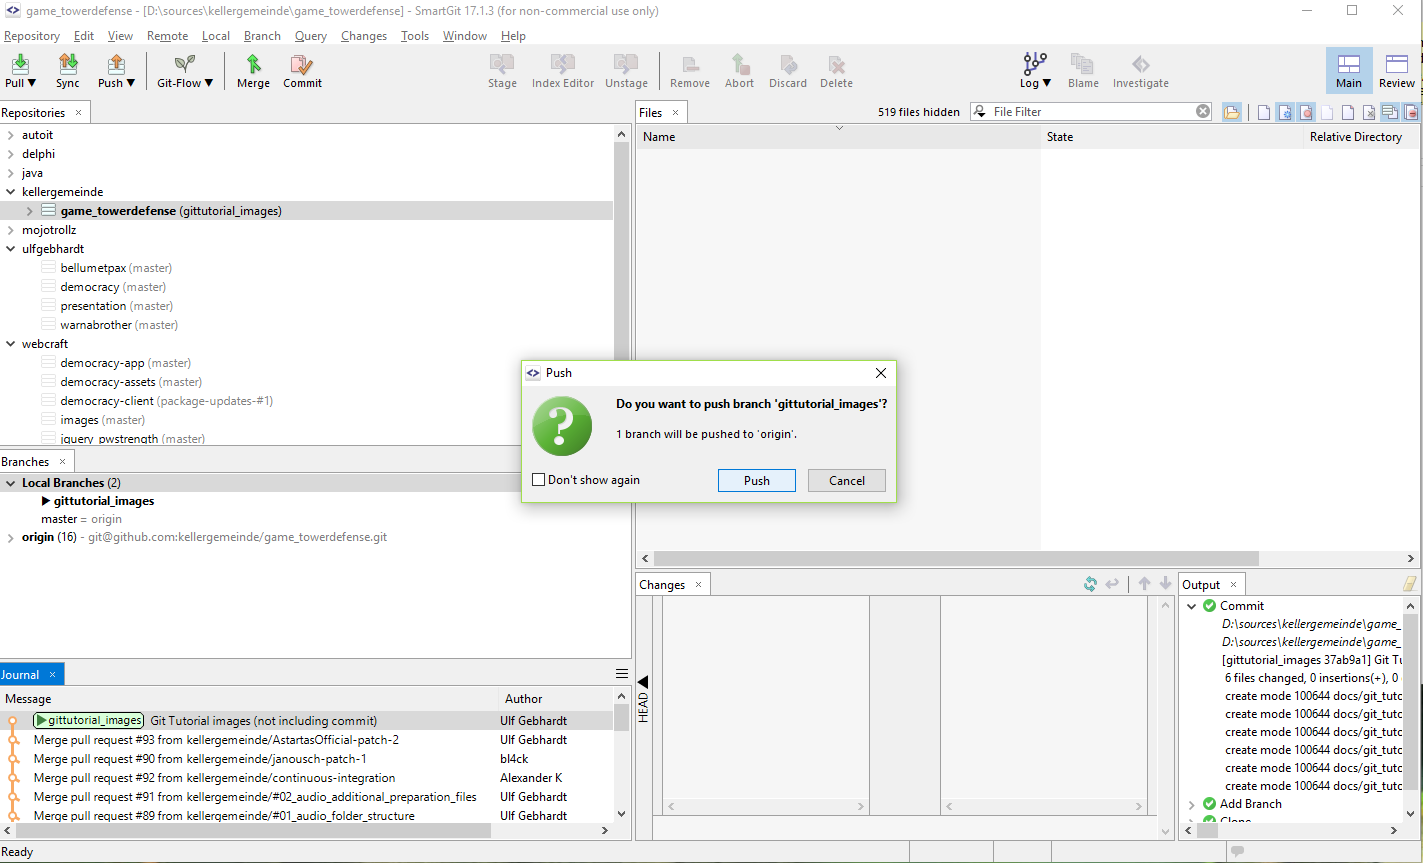 game_towerdefense - [D:\sources\kellergemeinde\game_towerdefense] - SmartGit 17.1.3 (for non-commercial use only)
Repository Edit View Remote Local Branch Query Changes Tools Window Help
Pull ▼ Sync Push ▼ Git-Flow ▼ Merge Commit Stage Index Editor Unstage Remove Abort Discard Delete Log ▼ Blame Investigate Main Review
Repositories
autoit
delphi
java
kellergemeinde
game_towerdefense (gittutorial_images)
mojotrollz
ulfgebhardt
bellumetpax (master)
democracy (master)
presentation (master)
warnabrother (master)
webcraft
democracy-app (master)
democracy-assets (master)
democracy-client (package-updates-#1)
images (master)
jquery_pwstrength (master)
Files 519 files hidden File Filter
Name State Relative Directory
Push
Do you want to push branch 'gittutorial_images'?
1 branch will be pushed to 'origin'.
Don't show again Push Cancel
Branches
Local Branches (2)
gittutorial_images
master = origin
origin (16) - git@github.com:kellergemeinde/game_towerdefense.git
Journal
Message Author
gittutorial_images Git Tutorial images (not including commit) Ulf Gebhardt
Merge pull request #93 from kellergemeinde/AstartasOfficial-patch-2 Ulf Gebhardt
Merge pull request #90 from kellergemeinde/janousch-patch-1 bl4ck
Merge pull request #92 from kellergemeinde/continuous-integration Alexander K
Merge pull request #91 from kellergemeinde/#02_audio_additional_preparation_files Ulf Gebhardt
Merge pull request #89 from kellergemeinde/#01_audio_folder_structure Ulf Gebhardt
Changes
HEAD
Output
Commit
D:\sources\kellergemeinde\game_
D:\sources\kellergemeinde\game_
[gittutorial_images 37ab9a1] Git Tu
6 files changed, 0 insertions(+), 0
create mode 100644 docs/git_tuto
create mode 100644 docs/git_tuto
create mode 100644 docs/git_tuto
create mode 100644 docs/git_tuto
create mode 100644 docs/git_tuto
create mode 100644 docs/git_tuto
Add Branch
Clone
Ready